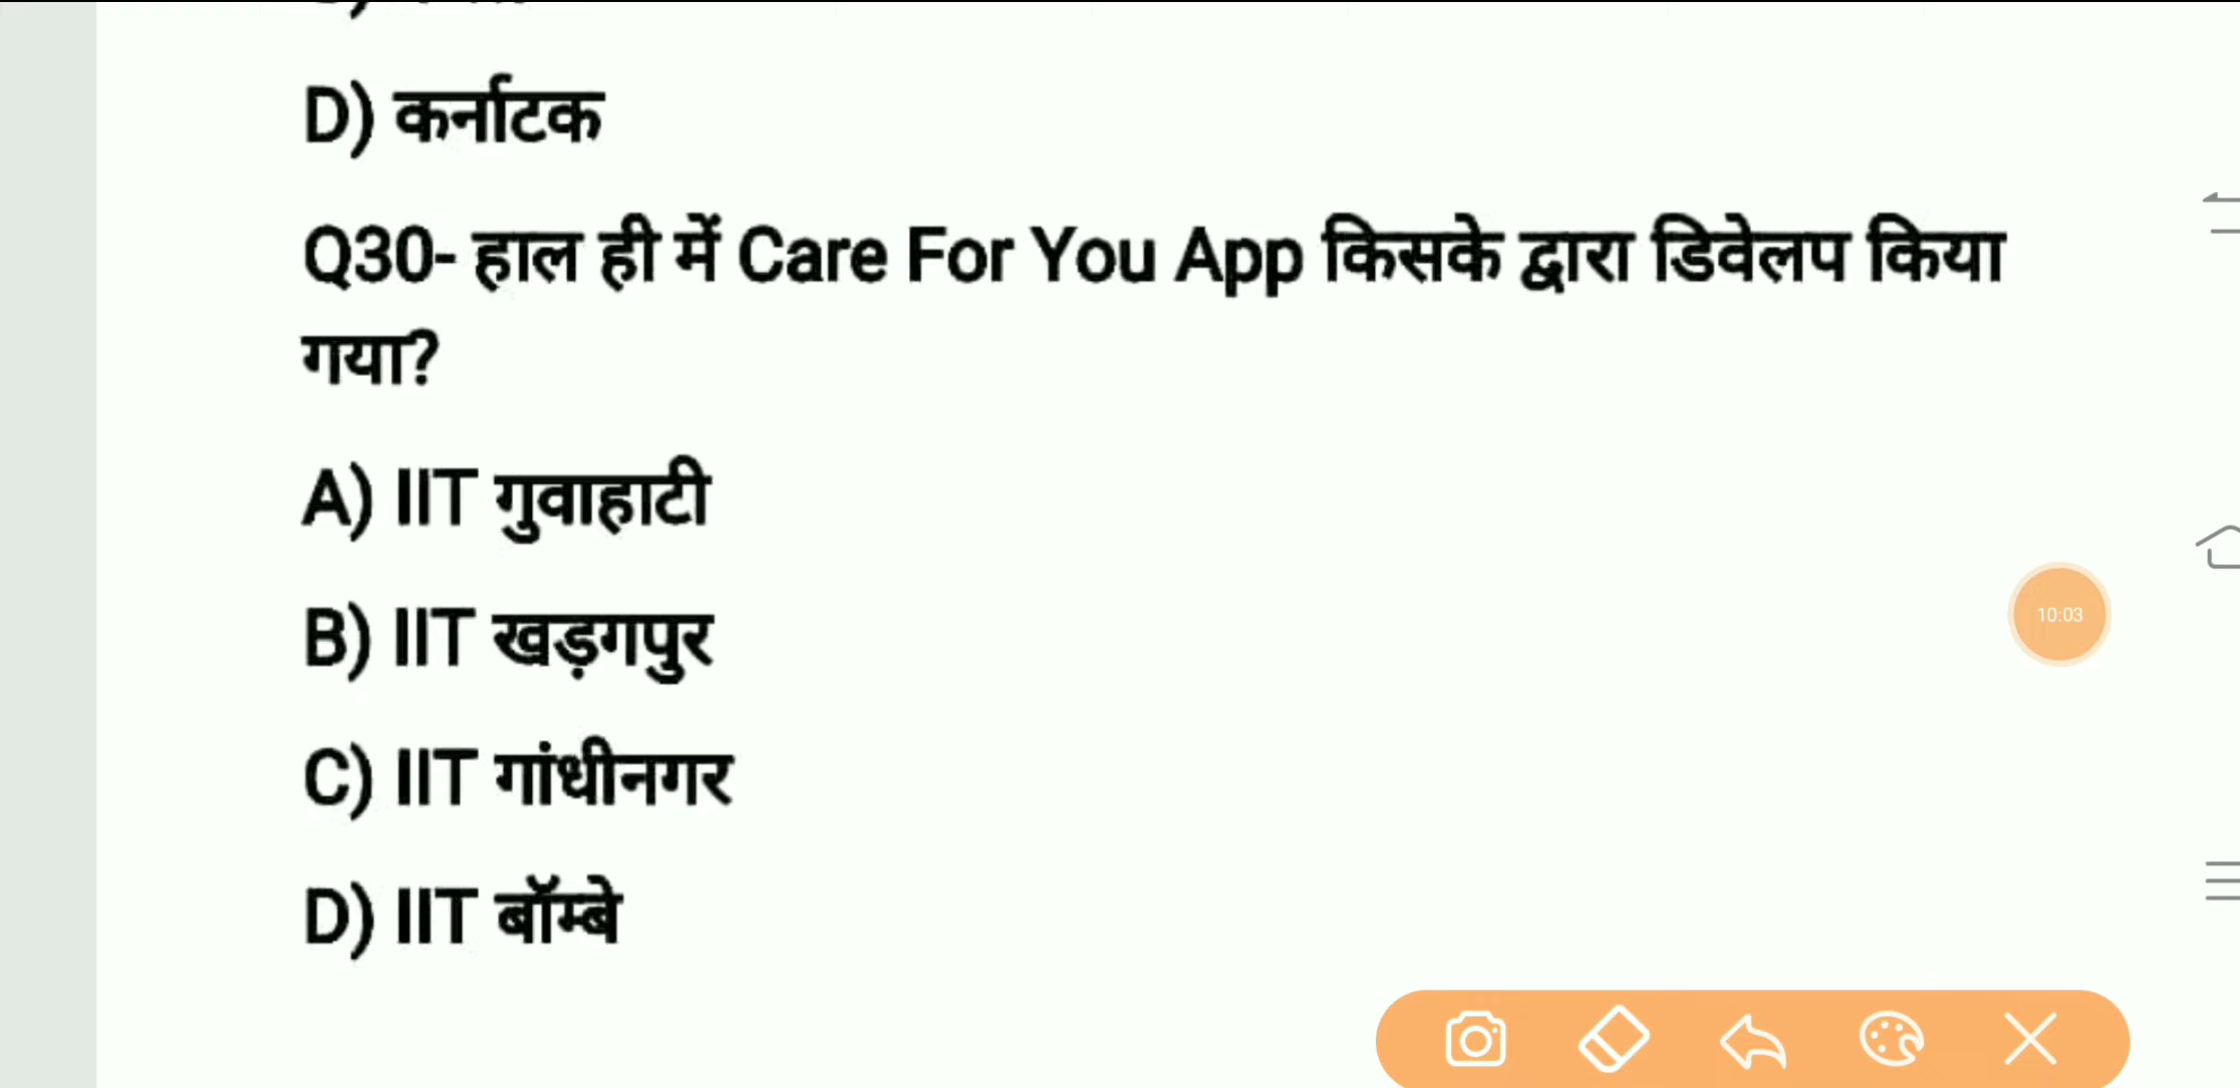 D) कर्नाटक
Q30- हाल ही में Care For You App किसके द्वारा डिवेलप किया
गया?
A) IIT गुवाहाटी
B) IIT खड़गपुर
10:03
C) IIT गांधीनगर
D) IIT बॉम्बे